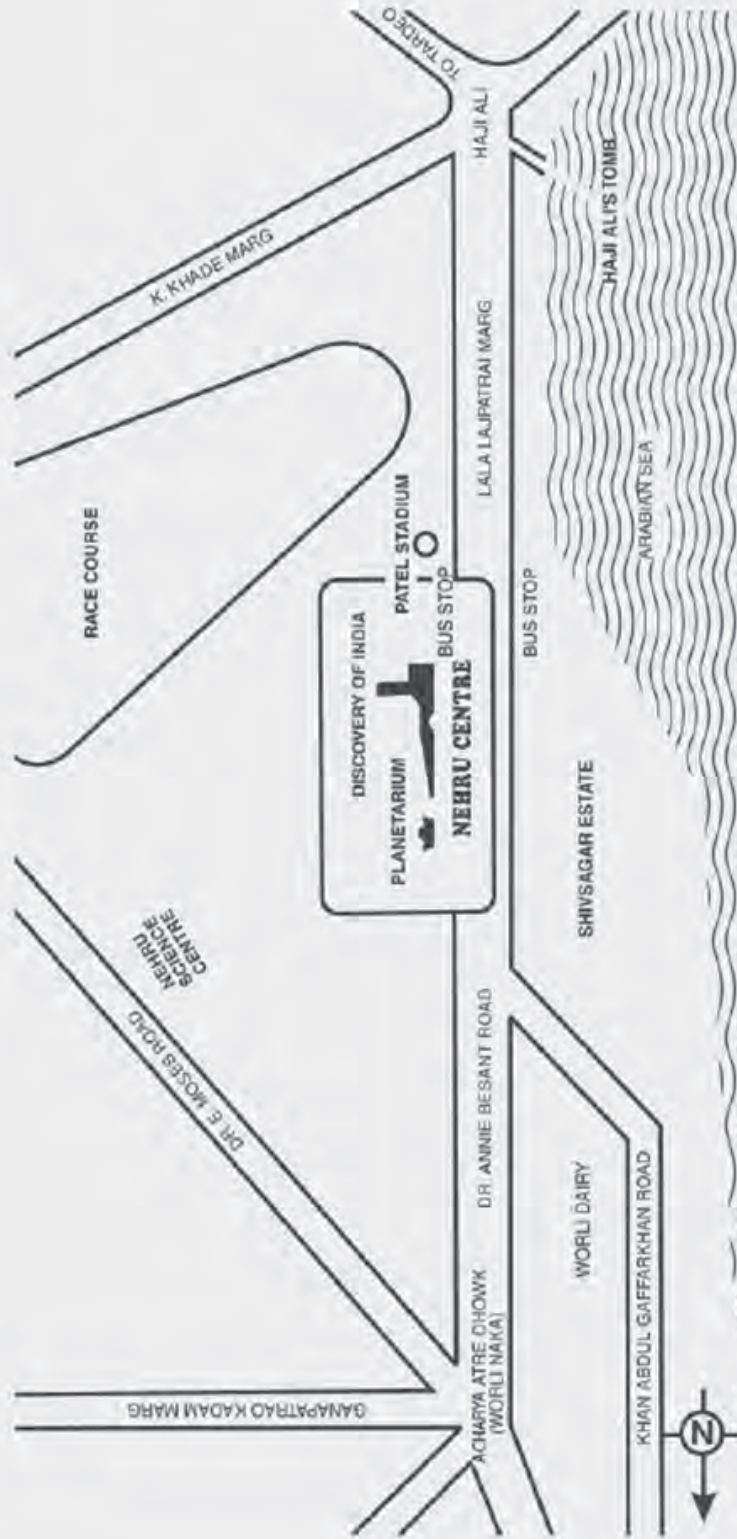 GANAPATRAO KADAM MARG
DR. E. MOSES ROAD
NEHRU
SCIENCE
CENTRE
RACE COURSE
K. KHADE MARG
TO TARDEO
DISCOVERY OF INDIA
PLANETARIUM
NEHRU CENTRE
PATEL STADIUM
BUS STOP
ACHARYA ATRE CHOWK
(WORLI NAKA)
DR. ANNIE BESANT ROAD
LALA LAJPATRAI MARG
HAJI ALI
BUS STOP
WORLI DAIRY
SHIVSAGAR ESTATE
HAJI ALI'S TOMB
ARABIAN SEA
KHAN ABDUL GAFFARKHAN ROAD
N